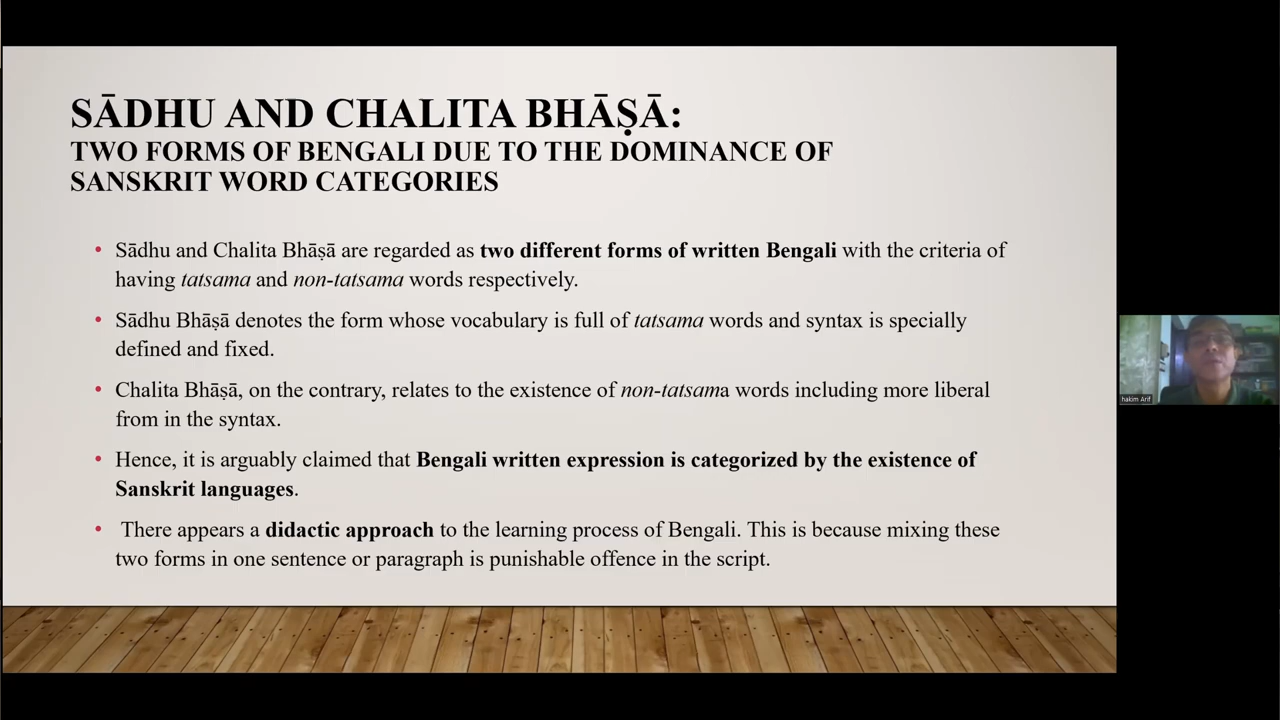 SĀDHU AND CHALITA BHĀṢĀ:
TWO FORMS OF BENGALI DUE TO THE DOMINANCE OF
SANSKRIT WORD CATEGORIES
• Sādhu and Chalita Bhāṣā are regarded as two different forms of written Bengali with the criteria of
having tatsama and non-tatsama words respectively.
• Sādhu Bhāṣā denotes the form whose vocabulary is full of tatsama words and syntax is specially
defined and fixed.
• Chalita Bhāṣā, on the contrary, relates to the existence of non-tatsama words including more liberal
from in the syntax.
• Hence, it is arguably claimed that Bengali written expression is categorized by the existence of
Sanskrit languages.
• There appears a didactic approach to the learning process of Bengali. This is because mixing these
two forms in one sentence or paragraph is punishable offence in the script.
hakim Arif